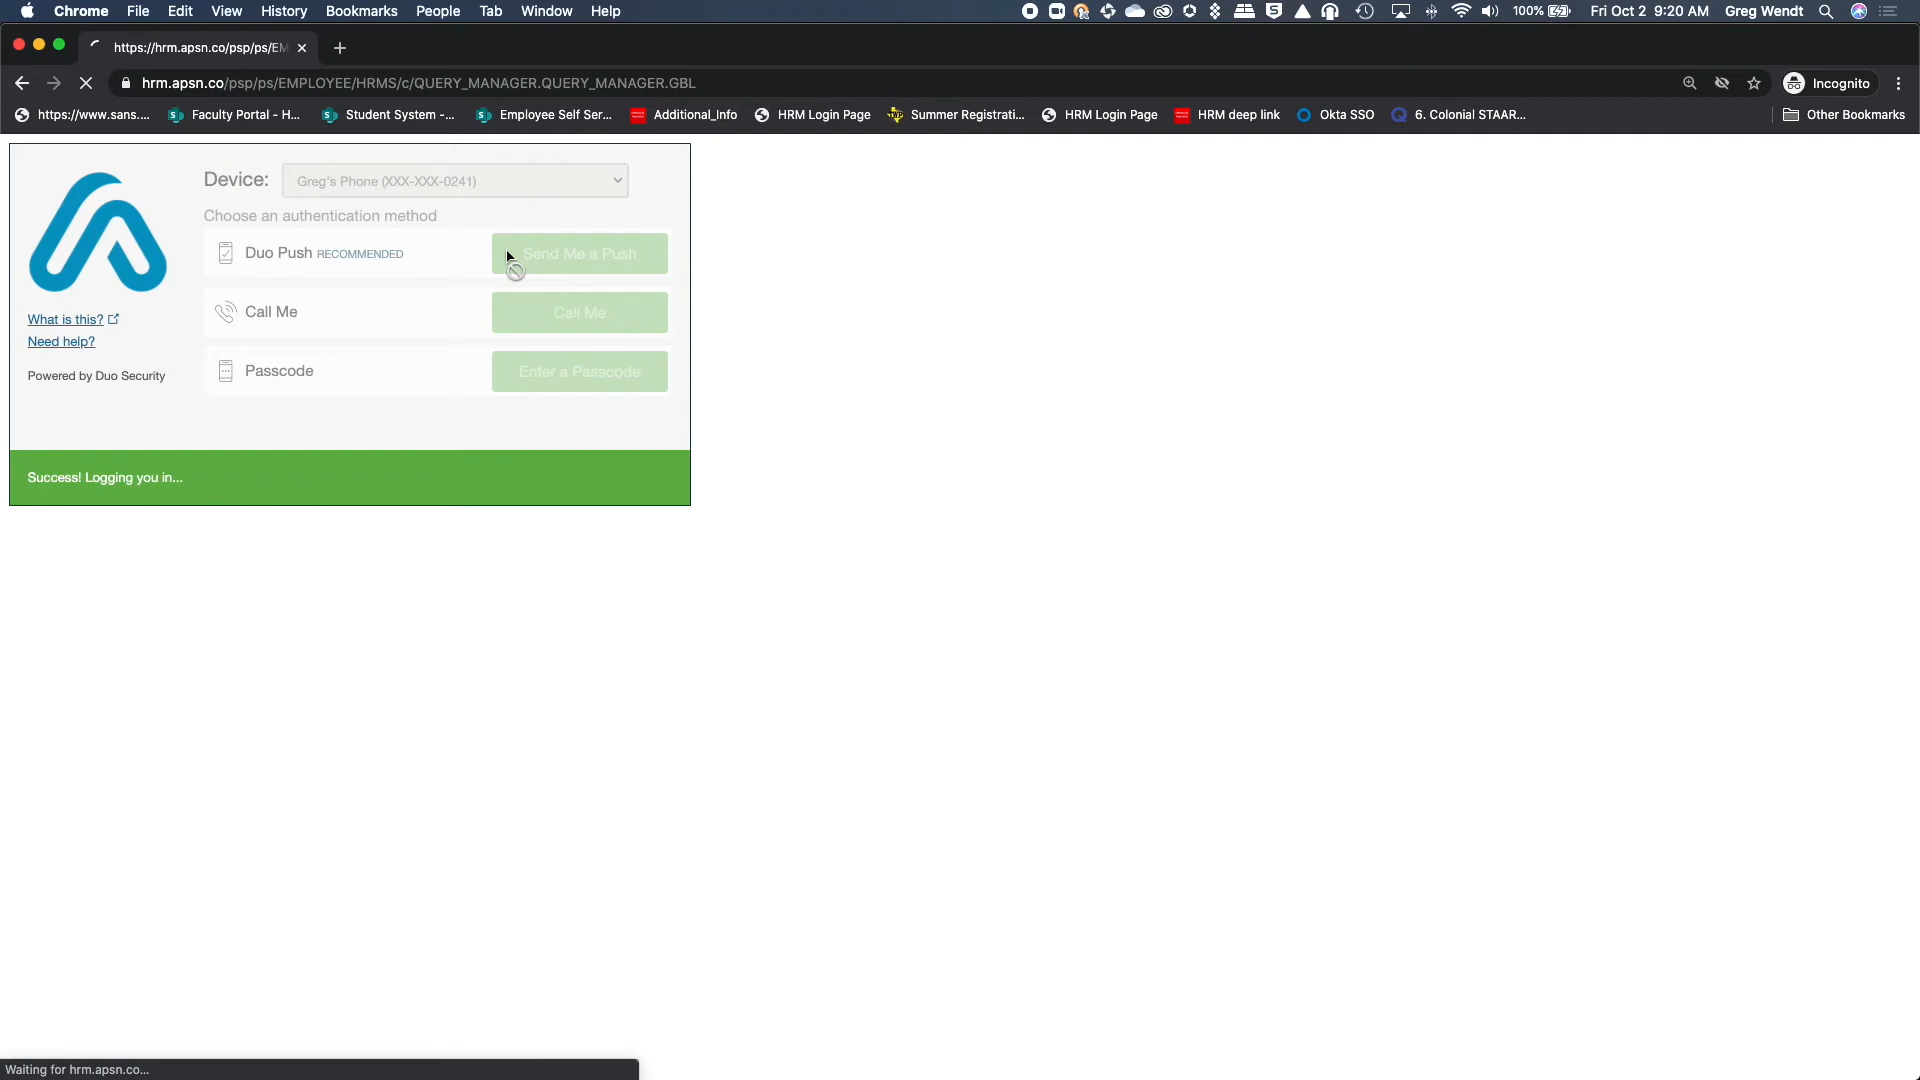 Chrome File Edit View History Bookmarks People Tab Window Help 100% Fri Oct 2 9:20 AM Greg Wendt
https://hrm.apsn.co/psp/ps/EM
hrm.apsn.co/psp/ps/EMPLOYEE/HRMS/c/QUERY_MANAGER.QUERY_MANAGER.GBL Incognito
https://www.sans.... Faculty Portal - H... Student System -... Employee Self Ser... Additional_Info HRM Login Page Summer Registrati... HRM Login Page HRM deep link Okta SSO 6. Colonial STAAR... Other Bookmarks
Device: Greg's Phone (XXX-XXX-0241)
Choose an authentication method
Duo Push RECOMMENDED Send Me a Push
Call Me Call Me
Passcode Enter a Passcode
What is this?
Need help?
Powered by Duo Security
Success! Logging you in...
Waiting for hrm.apsn.co...